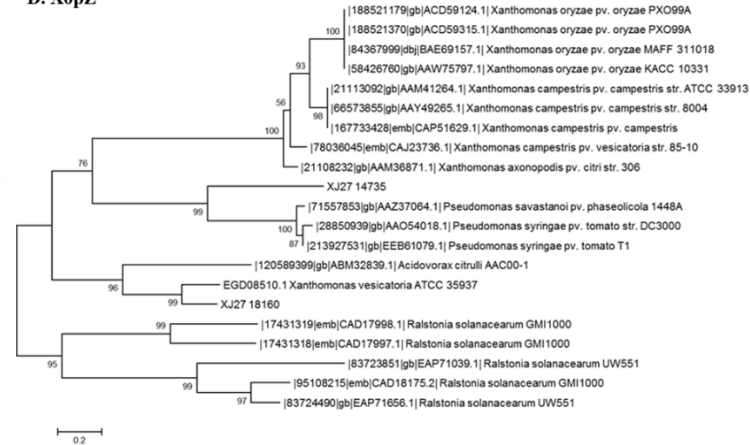 D. XopZ
|188521179|gb|ACD59124.1| Xanthomonas oryzae pv. oryzae PXO99A
100
|188521370|gb|ACD59315.1| Xanthomonas oryzae pv. oryzae PXO99A
|84367999|dbj|BAE69157.1| Xanthomonas oryzae pv. oryzae MAFF 311018
93
|58426760|gb|AAW75797.1| Xanthomonas oryzae pv. oryzae KACC 10331
|21113092|gb|AAM41264.1| Xanthomonas campestris pv. campestris str. ATCC 33913
56
|66573855|gb|AAY49265.1| Xanthomonas campestris pv. campestris str. 8004
98
|167733428|emb|CAP51629.1| Xanthomonas campestris pv. campestris
100
|78036045|emb|CAJ23736.1| Xanthomonas campestris pv. vesicatoria str. 85-10
76
|21108232|gb|AAM36871.1| Xanthomonas axonopodis pv. citri str. 306
XJ27 14735
99
|71557853|gb|AAZ37064.1| Pseudomonas savastanoi pv. phaseolicola 1448A
100
|28850939|gb|AAO54018.1| Pseudomonas syringae pv. tomato str. DC3000
87
|213927531|gb|EEB61079.1| Pseudomonas syringae pv. tomato T1
|120589399|gb|ABM32839.1| Acidovorax citrulli AAC00-1
96
EGD08510.1 Xanthomonas vesicatoria ATCC 35937
99
XJ27 18160
99
|17431319|emb|CAD17998.1| Ralstonia solanacearum GMI1000
|17431318|emb|CAD17997.1| Ralstonia solanacearum GMI1000
95
|83723851|gb|EAP71039.1| Ralstonia solanacearum UW551
99
|95108215|emb|CAD18175.2| Ralstonia solanacearum GMI1000
97
|83724490|gb|EAP71656.1| Ralstonia solanacearum UW551
0.2